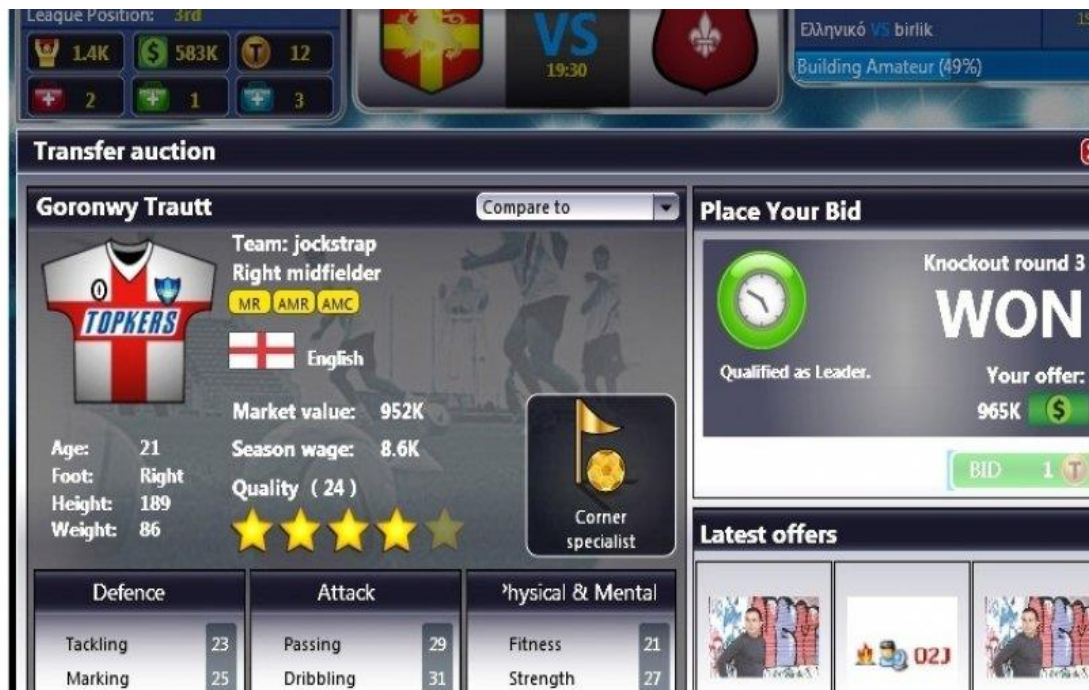 League Position: 3rd
1.4K 583K T 12
2 1 3
VS
19:30
Ελληνικό VS birlik
Building Amateur (49%)
Transfer auction
Goronwy Trautt
Compare to
Team: jockstrap
Right midfielder
MR AMR AMC
English
0
TOPKERS
Market value: 952K
Season wage: 8.6K
Quality ( 24 )
Age: 21
Foot: Right
Height: 189
Weight: 86
Corner
specialist
Place Your Bid
Knockout round 3
WON
Qualified as Leader.
Your offer:
965K $
BID 1 T
Latest offers
02J
Defence
Tackling 23
Marking 25
Attack
Passing 29
Dribbling 31
Physical & Mental
Fitness 21
Strength 27